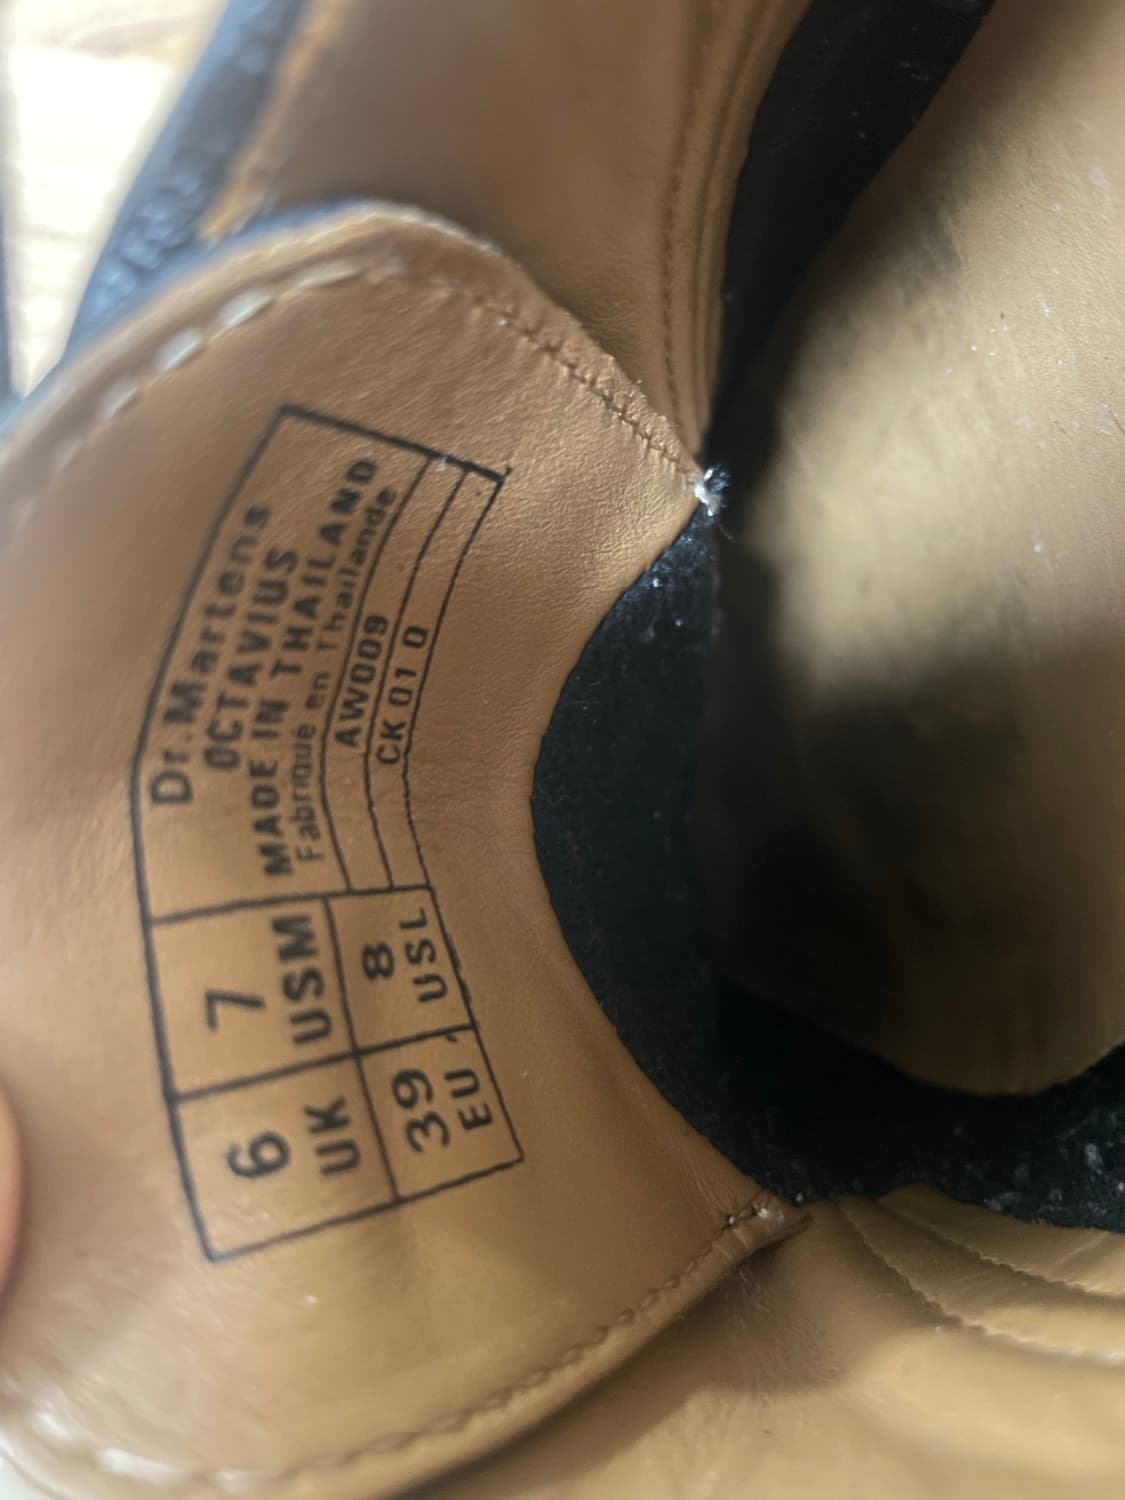 Dr.Martens
OCTAVIUS
MADE IN THAILAND
Fabriqué en Thaïlande
AW009
CK 01 Q
6
UK
7
USM
39
EU
8
USL